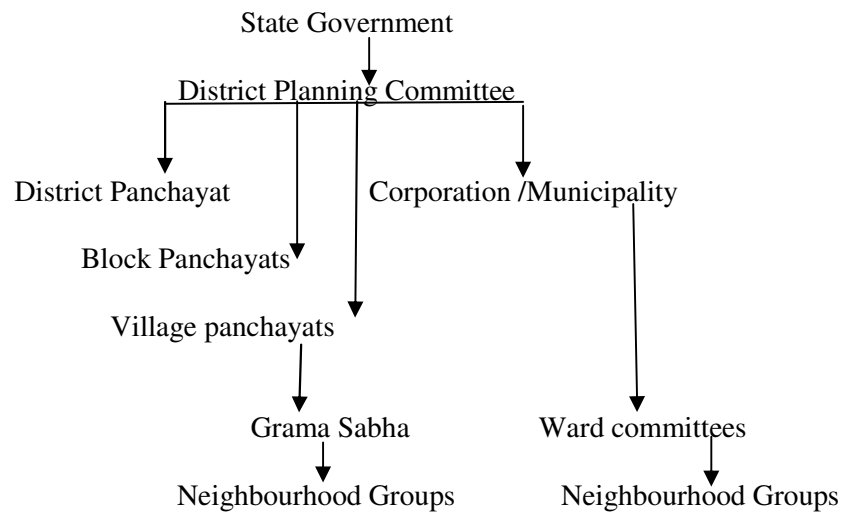 State Government
District Planning Committee
District Panchayat
Corporation /Municipality
Block Panchayats
Village panchayats
Grama Sabha
Ward committees
Neighbourhood Groups
Neighbourhood Groups